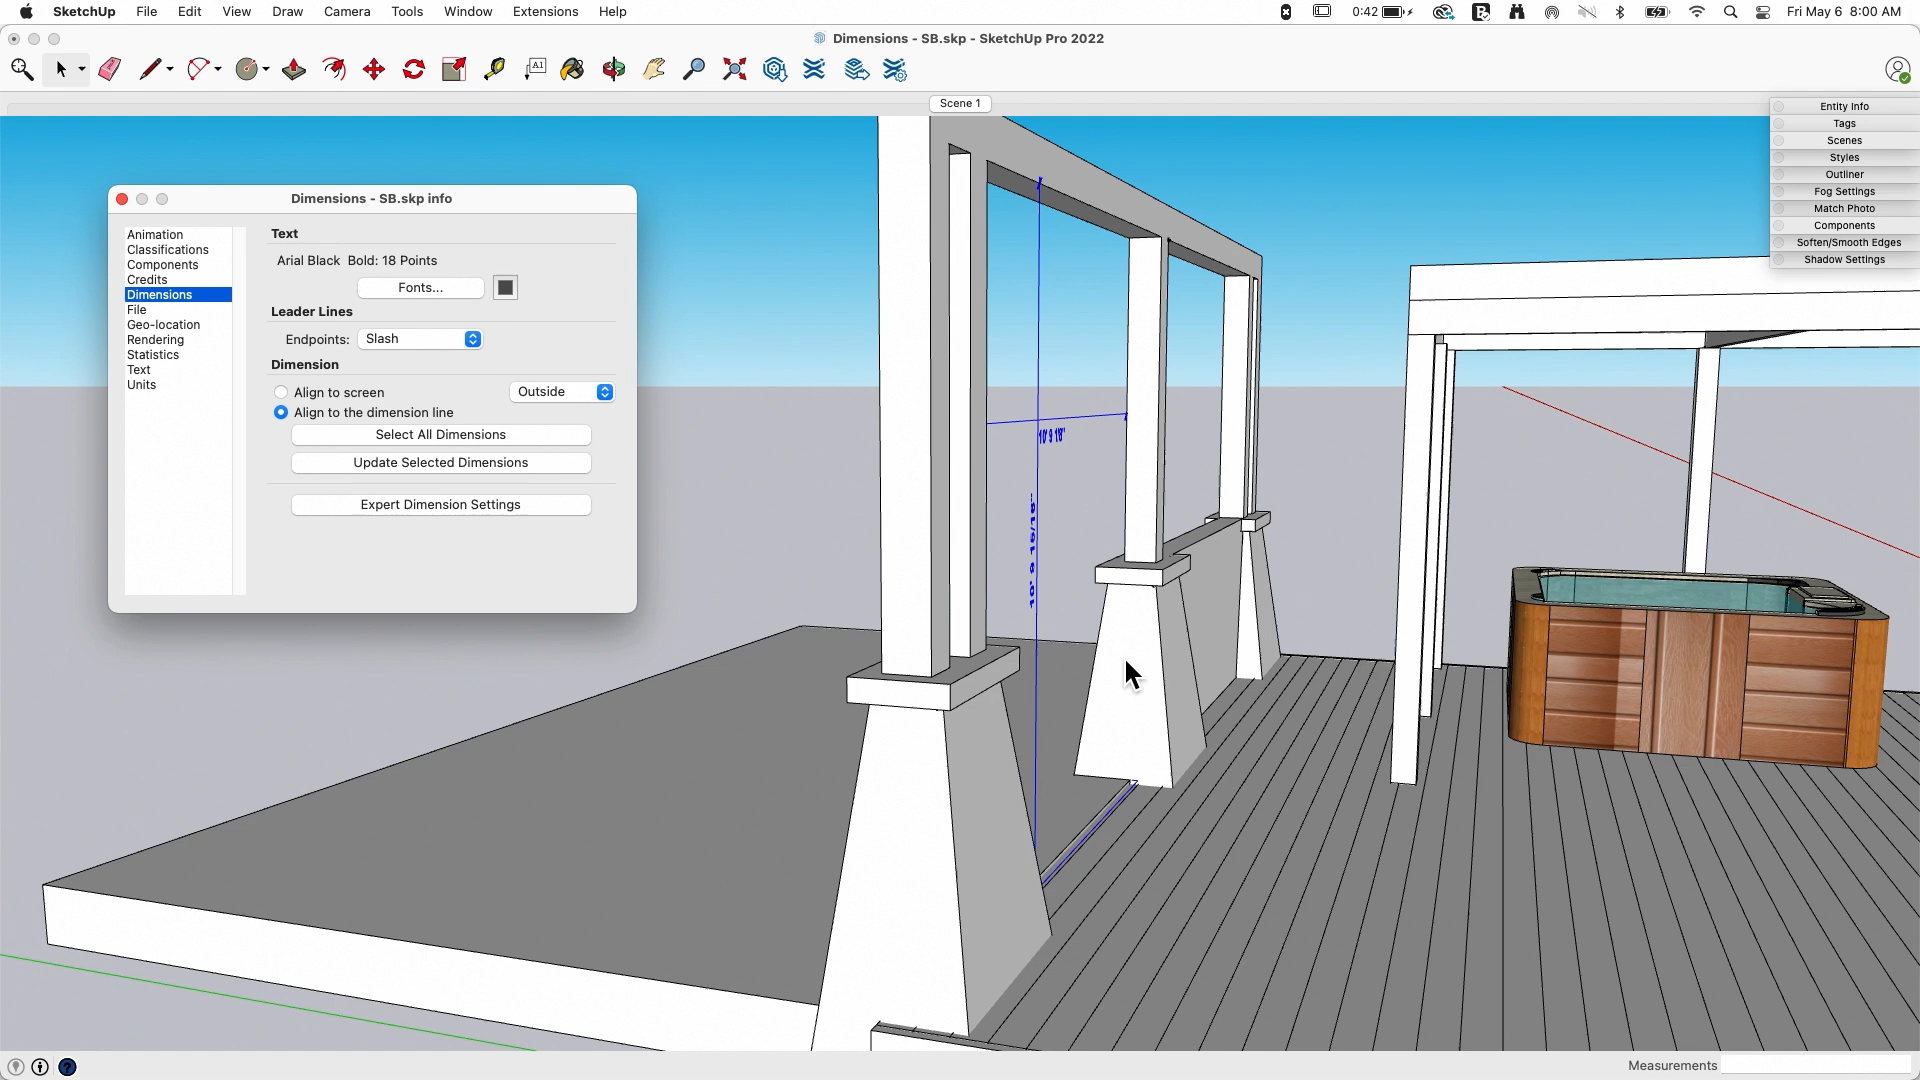 SketchUp File Edit View Draw Camera Tools Window Extensions Help
0:42
Fri May 6 8:00 AM
Dimensions - SB.skp - SketchUp Pro 2022
A1
Scene 1
Entity Info
Tags
Scenes
Styles
Outliner
Fog Settings
Match Photo
Components
Soften/Smooth Edges
Shadow Settings
Dimensions - SB.skp info
Animation
Classifications
Components
Credits
Dimensions
File
Geo-location
Rendering
Statistics
Text
Units
Text
Arial Black Bold: 18 Points
Fonts...
Leader Lines
Endpoints: Slash
Dimension
Align to screen Outside
Align to the dimension line
Select All Dimensions
Update Selected Dimensions
Expert Dimension Settings
Measurements